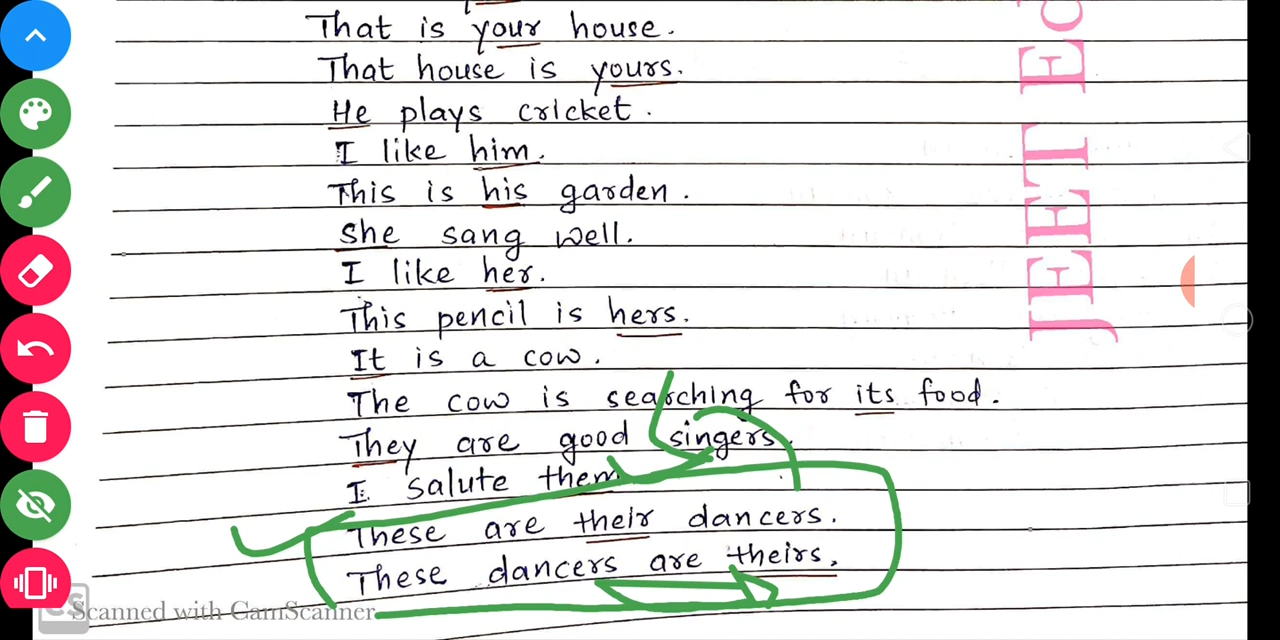 That is your house.
That house is yours.
He plays cricket.
I like him.
This is his garden.
She sang well.
I like her.
This pencil is hers.
It is a cow.
The cow is searching for its food.
They are good singers.
I salute them
These are their dancers.
These dancers are theirs.
CS Scanned with CamScanner
JEET